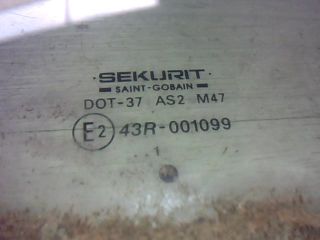 SEKURIT
SAINT-GOBAIN
DOT-37 AS2 M47
E2 43R-001099
1